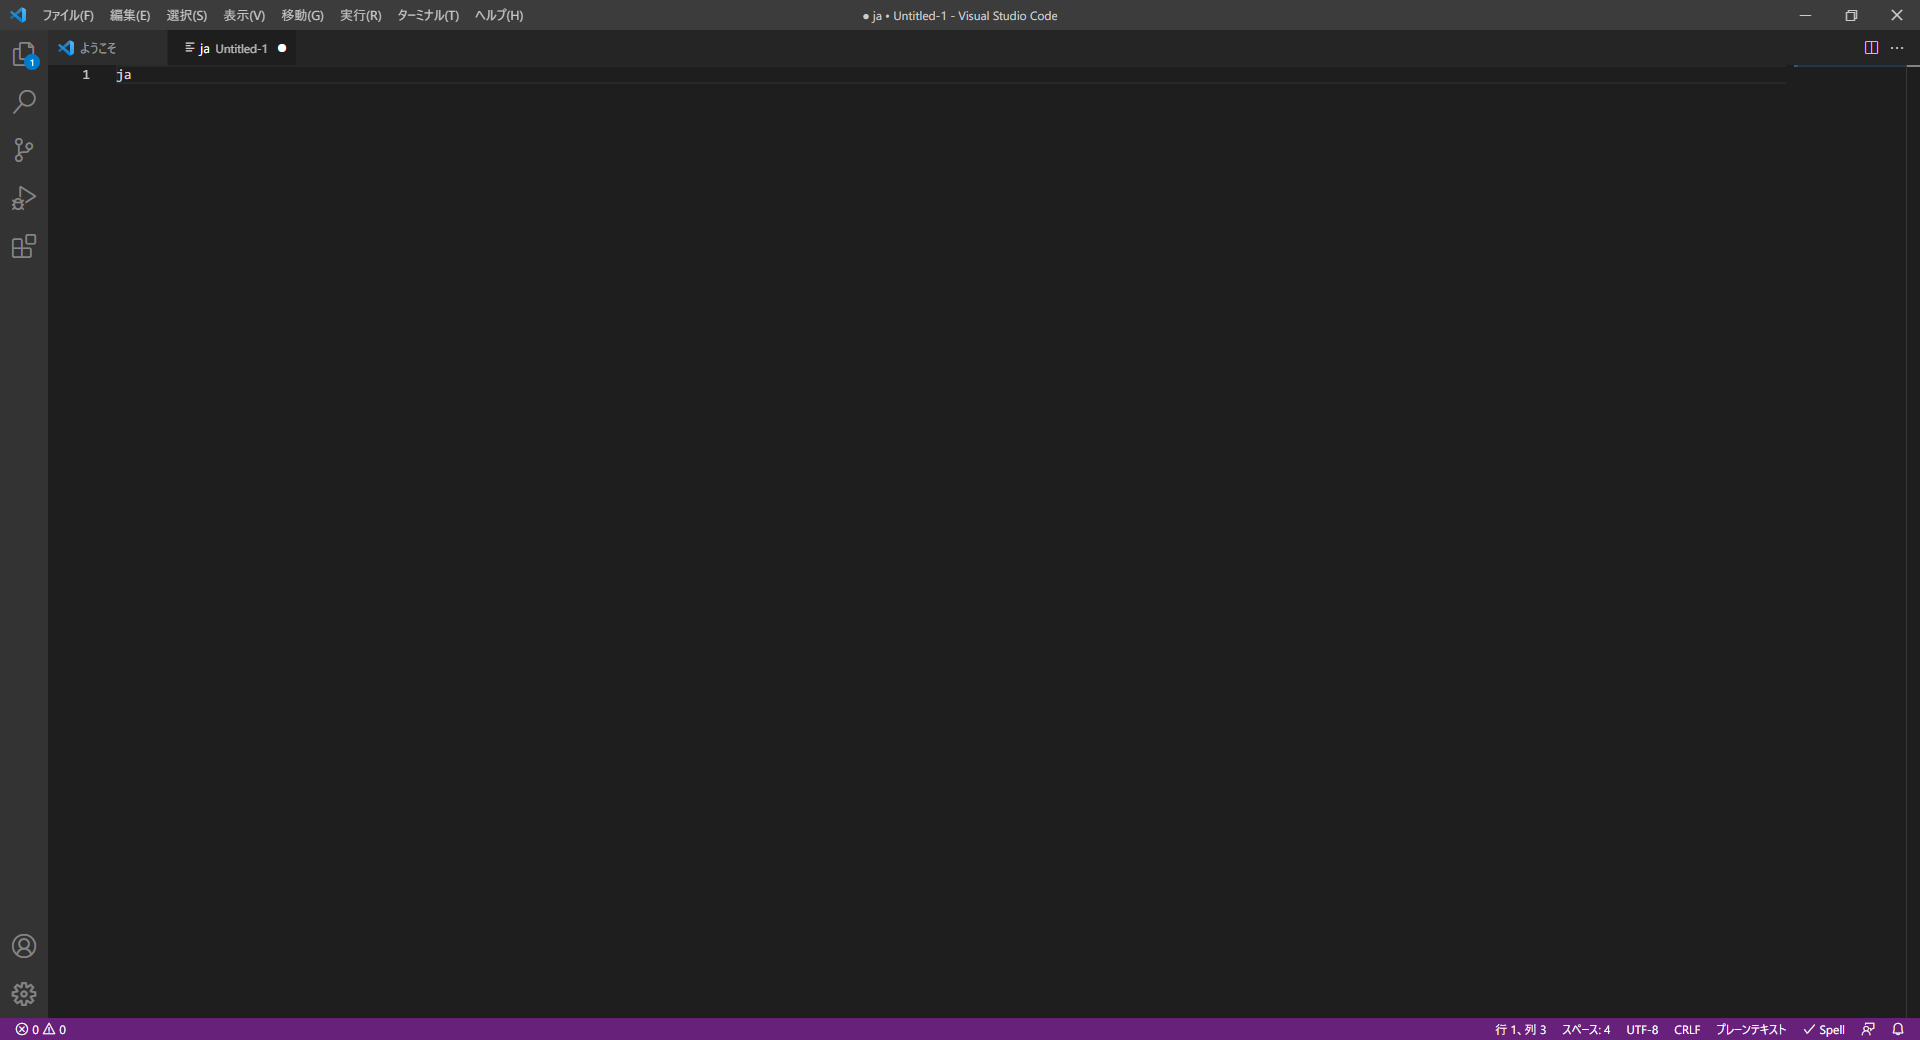 ファイル(F) 編集(E) 選択(S) 表示(V) 移動(G) 実行(R) ターミナル(T) ヘルプ(H) ● ja • Untitled-1 - Visual Studio Code
ようこそ ja Untitled-1 ●
1
1 ja
0 0 行 1、列 3 スペース: 4 UTF-8 CRLF プレーンテキスト Spell